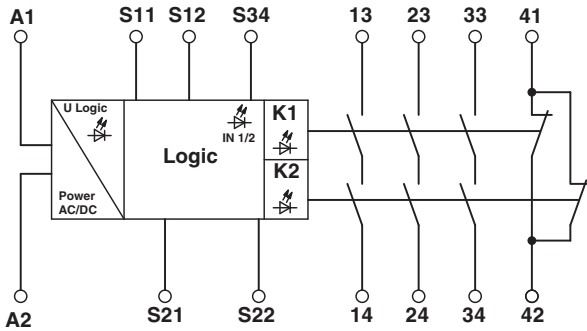 A1 S11 S12 S34 13 23 33 41
U Logic
IN 1/2
K1
Logic
K2
Power
AC/DC
A2 S21 S22 14 24 34 42